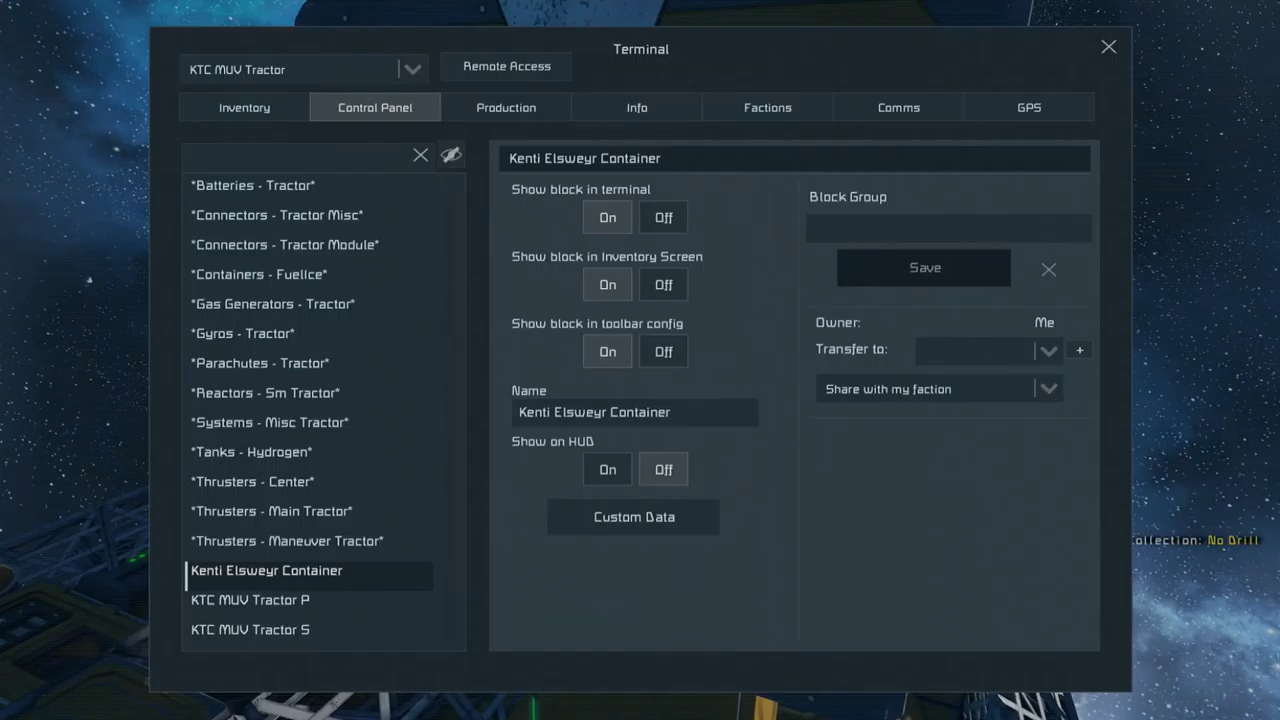 Terminal
KTC MUV Tractor
Remote Access
Inventory
Control Panel
Production
Info
Factions
Comms
GPS
*Batteries - Tractor*
*Connectors - Tractor Misc*
*Connectors - Tractor Module*
*Containers - FuelIce*
*Gas Generators - Tractor*
*Gyros - Tractor*
*Parachutes - Tractor*
*Reactors - Sm Tractor*
*Systems - Misc Tractor*
*Tanks - Hydrogen*
*Thrusters - Center*
*Thrusters - Main Tractor*
*Thrusters - Maneuver Tractor*
Kenti Elsweyr Container
KTC MUV Tractor P
KTC MUV Tractor S
Kenti Elsweyr Container
Show block in terminal
On Off
Show block in Inventory Screen
On Off
Show block in toolbar config
On Off
Name
Kenti Elsweyr Container
Show on HUD
On Off
Custom Data
Block Group
Save
Owner: Me
Transfer to:
+
Share with my faction
ollection: No Drill